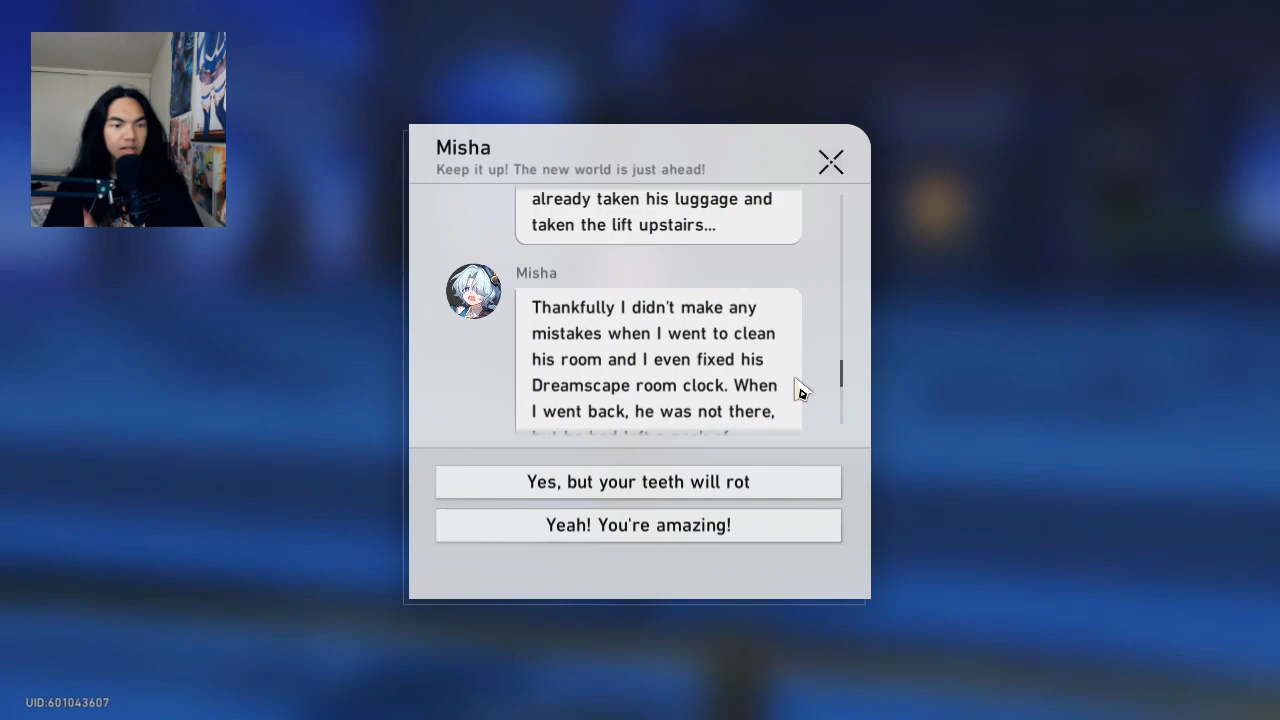 Misha
Keep it up! The new world is just ahead!
already taken his luggage and
taken the lift upstairs...
Misha
Thankfully I didn't make any
mistakes when I went to clean
his room and I even fixed his
Dreamscape room clock. When
I went back, he was not there,
Yes, but your teeth will rot
Yeah! You're amazing!
UID:601043607